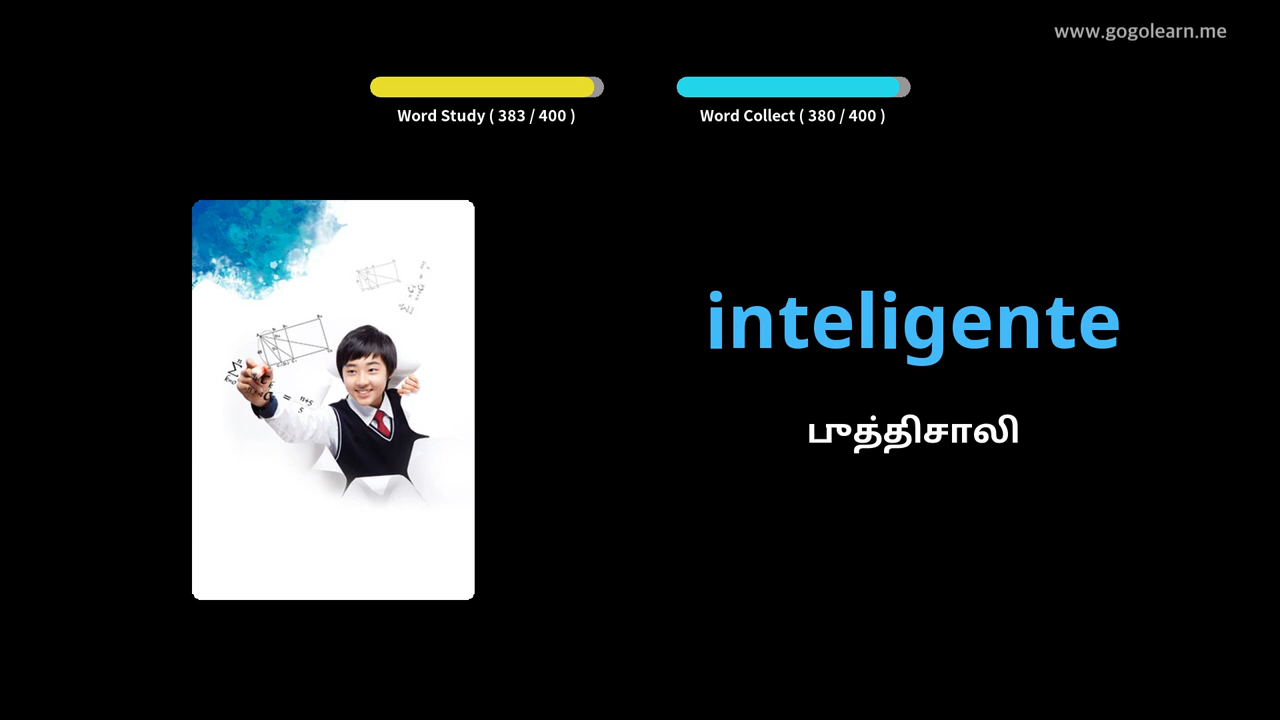 www.gogolearn.me
Word Study ( 383 / 400 )
Word Collect ( 380 / 400 )
inteligente
புத்திசாலி